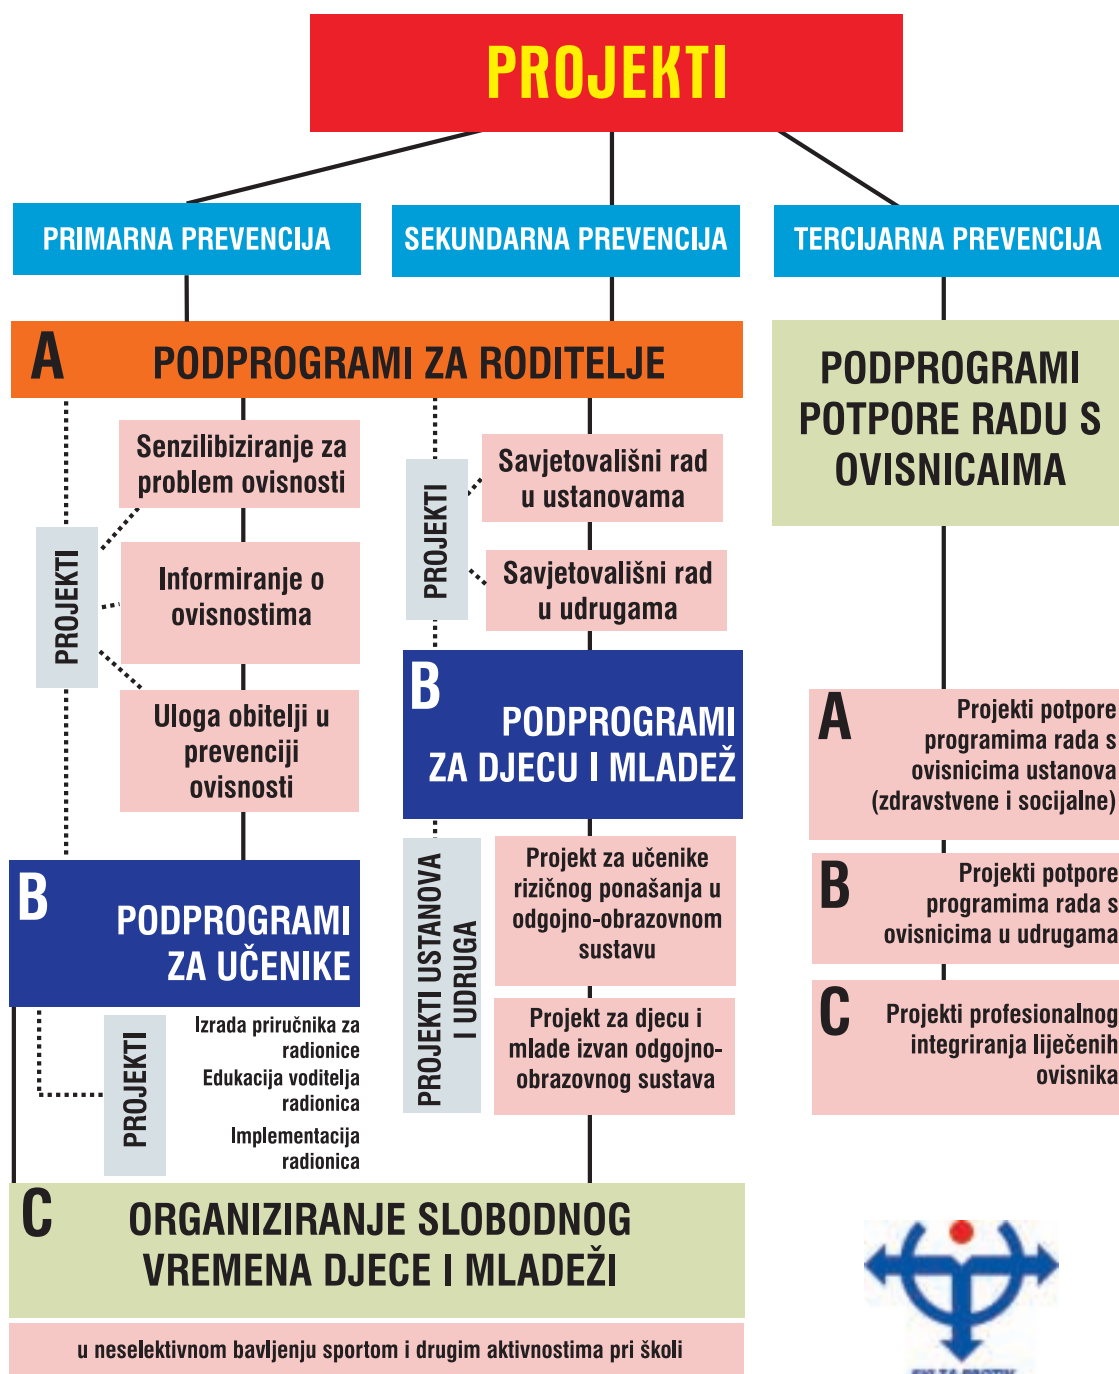 PROJEKTI
PRIMARNA PREVENCIJA
SEKUNDARNA PREVENCIJA
TERCIJARNA PREVENCIJA
A
PODPROGRAMI ZA RODITELJE
PROJEKTI
Senzilibiziranje za
problem ovisnosti
Informiranje o
ovisnostima
Uloga obitelji u
prevenciji
ovisnosti
PROJEKTI
Savjetovališni rad
u ustanovama
Savjetovališni rad
u udrugama
B
PODPROGRAMI
ZA UČENIKE
PROJEKTI
Izrada priručnika za
radionice
Edukacija voditelja
radionica
Implementacija
radionica
B
PODPROGRAMI
ZA DJECU I MLADEŽ
PROJEKTI USTANOVA
I UDRUGA
Projekt za učenike
rizičnog ponašanja u
odgojno-obrazovnom
sustavu
Projekt za djecu i
mlade izvan odgojno-
obrazovnog sustava
C
ORGANIZIRANJE SLOBODNOG
VREMENA DJECE I MLADEŽI
u neselektivnom bavljenju sportom i drugim aktivnostima pri školi
PODPROGRAMI
POTPORE RADU S
OVISNICAIMA
A
Projekti potpore
programima rada s
ovisnicima ustanova
(zdravstvene i socijalne)
B
Projekti potpore
programima rada s
ovisnicima u udrugama
C
Projekti profesionalnog
integriranja liječenih
ovisnika